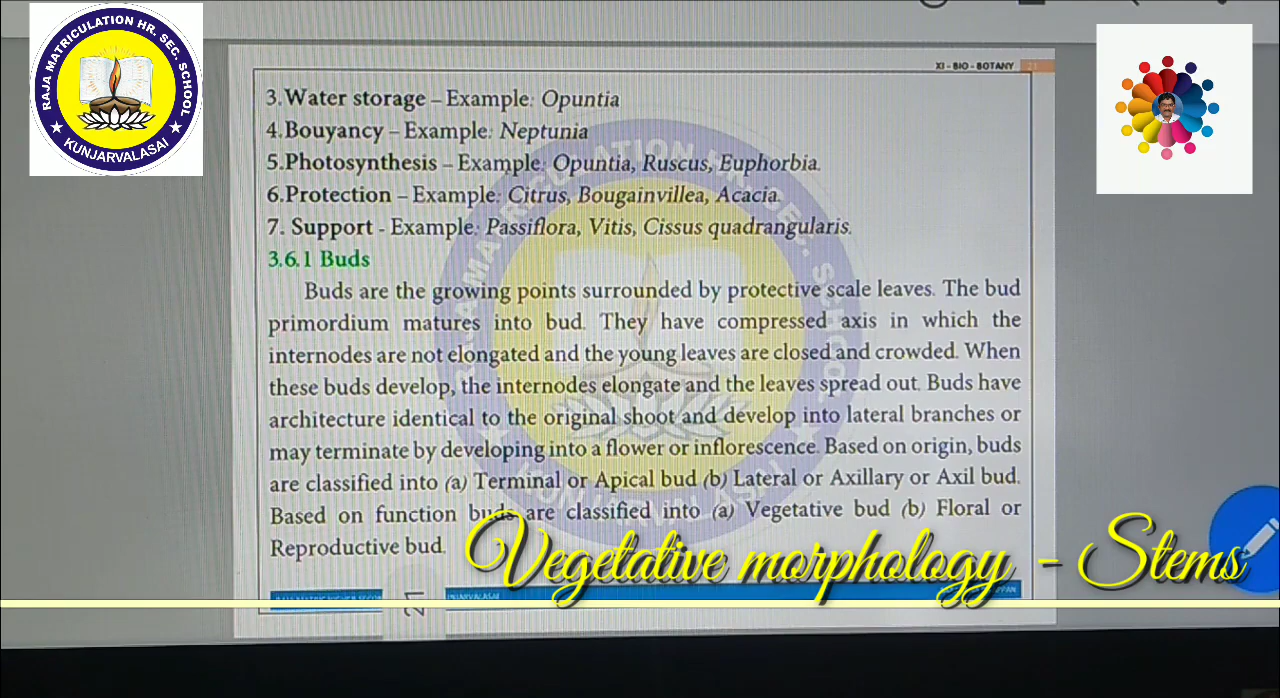 RAJA MATRICULATION HR. SEC. SCHOOL
KUNJARVALASAI
XI - BIO - BOTANY 21
3.Water storage – Example: Opuntia
4.Bouyancy – Example: Neptunia
5.Photosynthesis – Example: Opuntia, Ruscus, Euphorbia.
6.Protection – Example: Citrus, Bougainvillea, Acacia.
7. Support - Example: Passiflora, Vitis, Cissus quadrangularis.
3.6.1 Buds
Buds are the growing points surrounded by protective scale leaves. The bud
primordium matures into bud. They have compressed axis in which the
internodes are not elongated and the young leaves are closed and crowded. When
these buds develop, the internodes elongate and the leaves spread out. Buds have
architecture identical to the original shoot and develop into lateral branches or
may terminate by developing into a flower or inflorescence. Based on origin, buds
are classified into (a) Terminal or Apical bud (b) Lateral or Axillary or Axil bud.
Based on function buds are classified into (a) Vegetative bud (b) Floral or
Reproductive bud.
Vegetative morphology - Stems
21